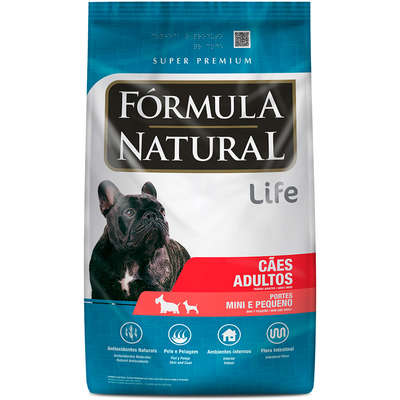 SUPER PREMIUM
FÓRMULA
NATURAL
Life
CÃES
ADULTOS
PORTES
MINI E PEQUENO
Antioxidantes Naturais
Pele e Pelagem
Ambientes Internos
Flora Intestinal